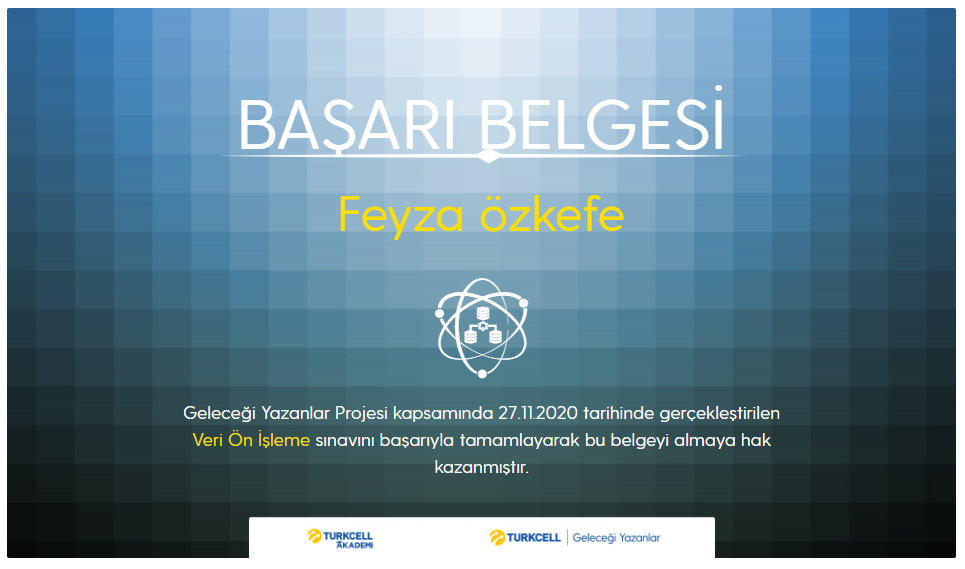 BAŞARI BELGESİ
Feyza özkefe
Geleceği Yazanlar Projesi kapsamında 27.11.2020 tarihinde gerçekleştirilen
Veri Ön İşleme sınavını başarıyla tamamlayarak bu belgeyi almaya hak
kazanmıştır.
TURKCELL
AKADEMİ
TURKCELL | Geleceği Yazanlar